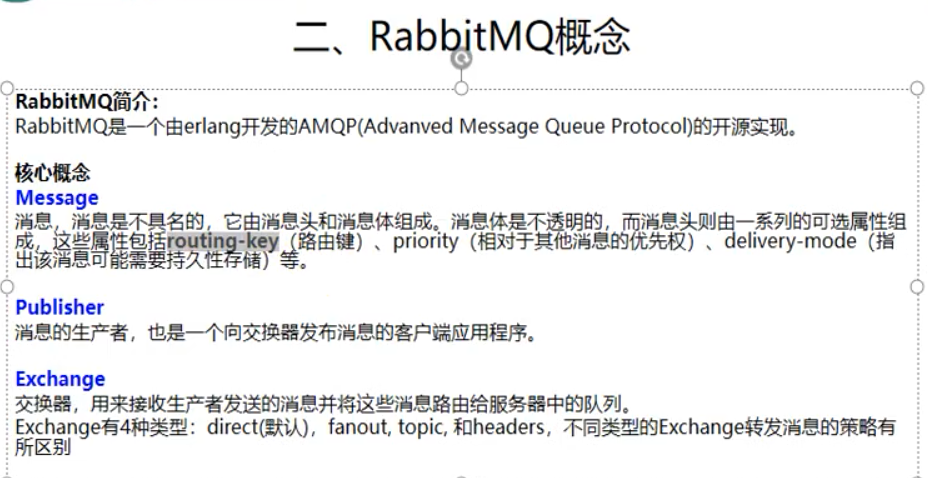 二、RabbitMQ概念
RabbitMQ简介：
RabbitMQ是一个由erlang开发的AMQP(Advanved Message Queue Protocol)的开源实现。
核心概念
Message
消息，消息是不具名的，它由消息头和消息体组成。消息体是不透明的，而消息头则由一系列的可选属性组
成，这些属性包括routing-key（路由键）、priority（相对于其他消息的优先权）、delivery-mode（指
出该消息可能需要持久性存储）等。
Publisher
消息的生产者，也是一个向交换器发布消息的客户端应用程序。
Exchange
交换器，用来接收生产者发送的消息并将这些消息路由给服务器中的队列。
Exchange有4种类型：direct(默认)，fanout, topic, 和headers，不同类型的Exchange转发消息的策略有
所区别